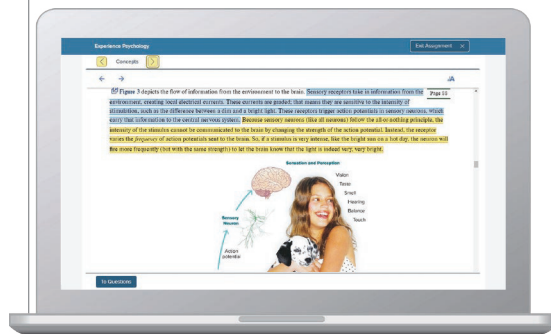 Experience Psychology
Exit Assignment ×
< Concepts >
← →
A
Page 93
Figure 3 depicts the flow of information from the environment to the brain. Sensory receptors take in information from the
environment, creating local electrical currents. These currents are graded; that means they are sensitive to the intensity of
stimulation, such as the difference between a dim and a bright light. These receptors trigger action potentials in sensory neurons, which
carry that information to the central nervous system. Because sensory neurons (like all neurons) follow the all-or-nothing principle, the
intensity of the stimulus cannot be communicated to the brain by changing the strength of the action potential. Instead, the receptor
varies the frequency of action potentials sent to the brain. So, if a stimulus is very intense, like the bright sun on a hot day, the neuron will
fire more frequently (but with the same strength) to let the brain know that the light is indeed very, very bright.
Sensation and Perception
Vision
Taste
Smell
Hearing
Balance
Touch
Sensory
Neuron
Action
potential
To Questions